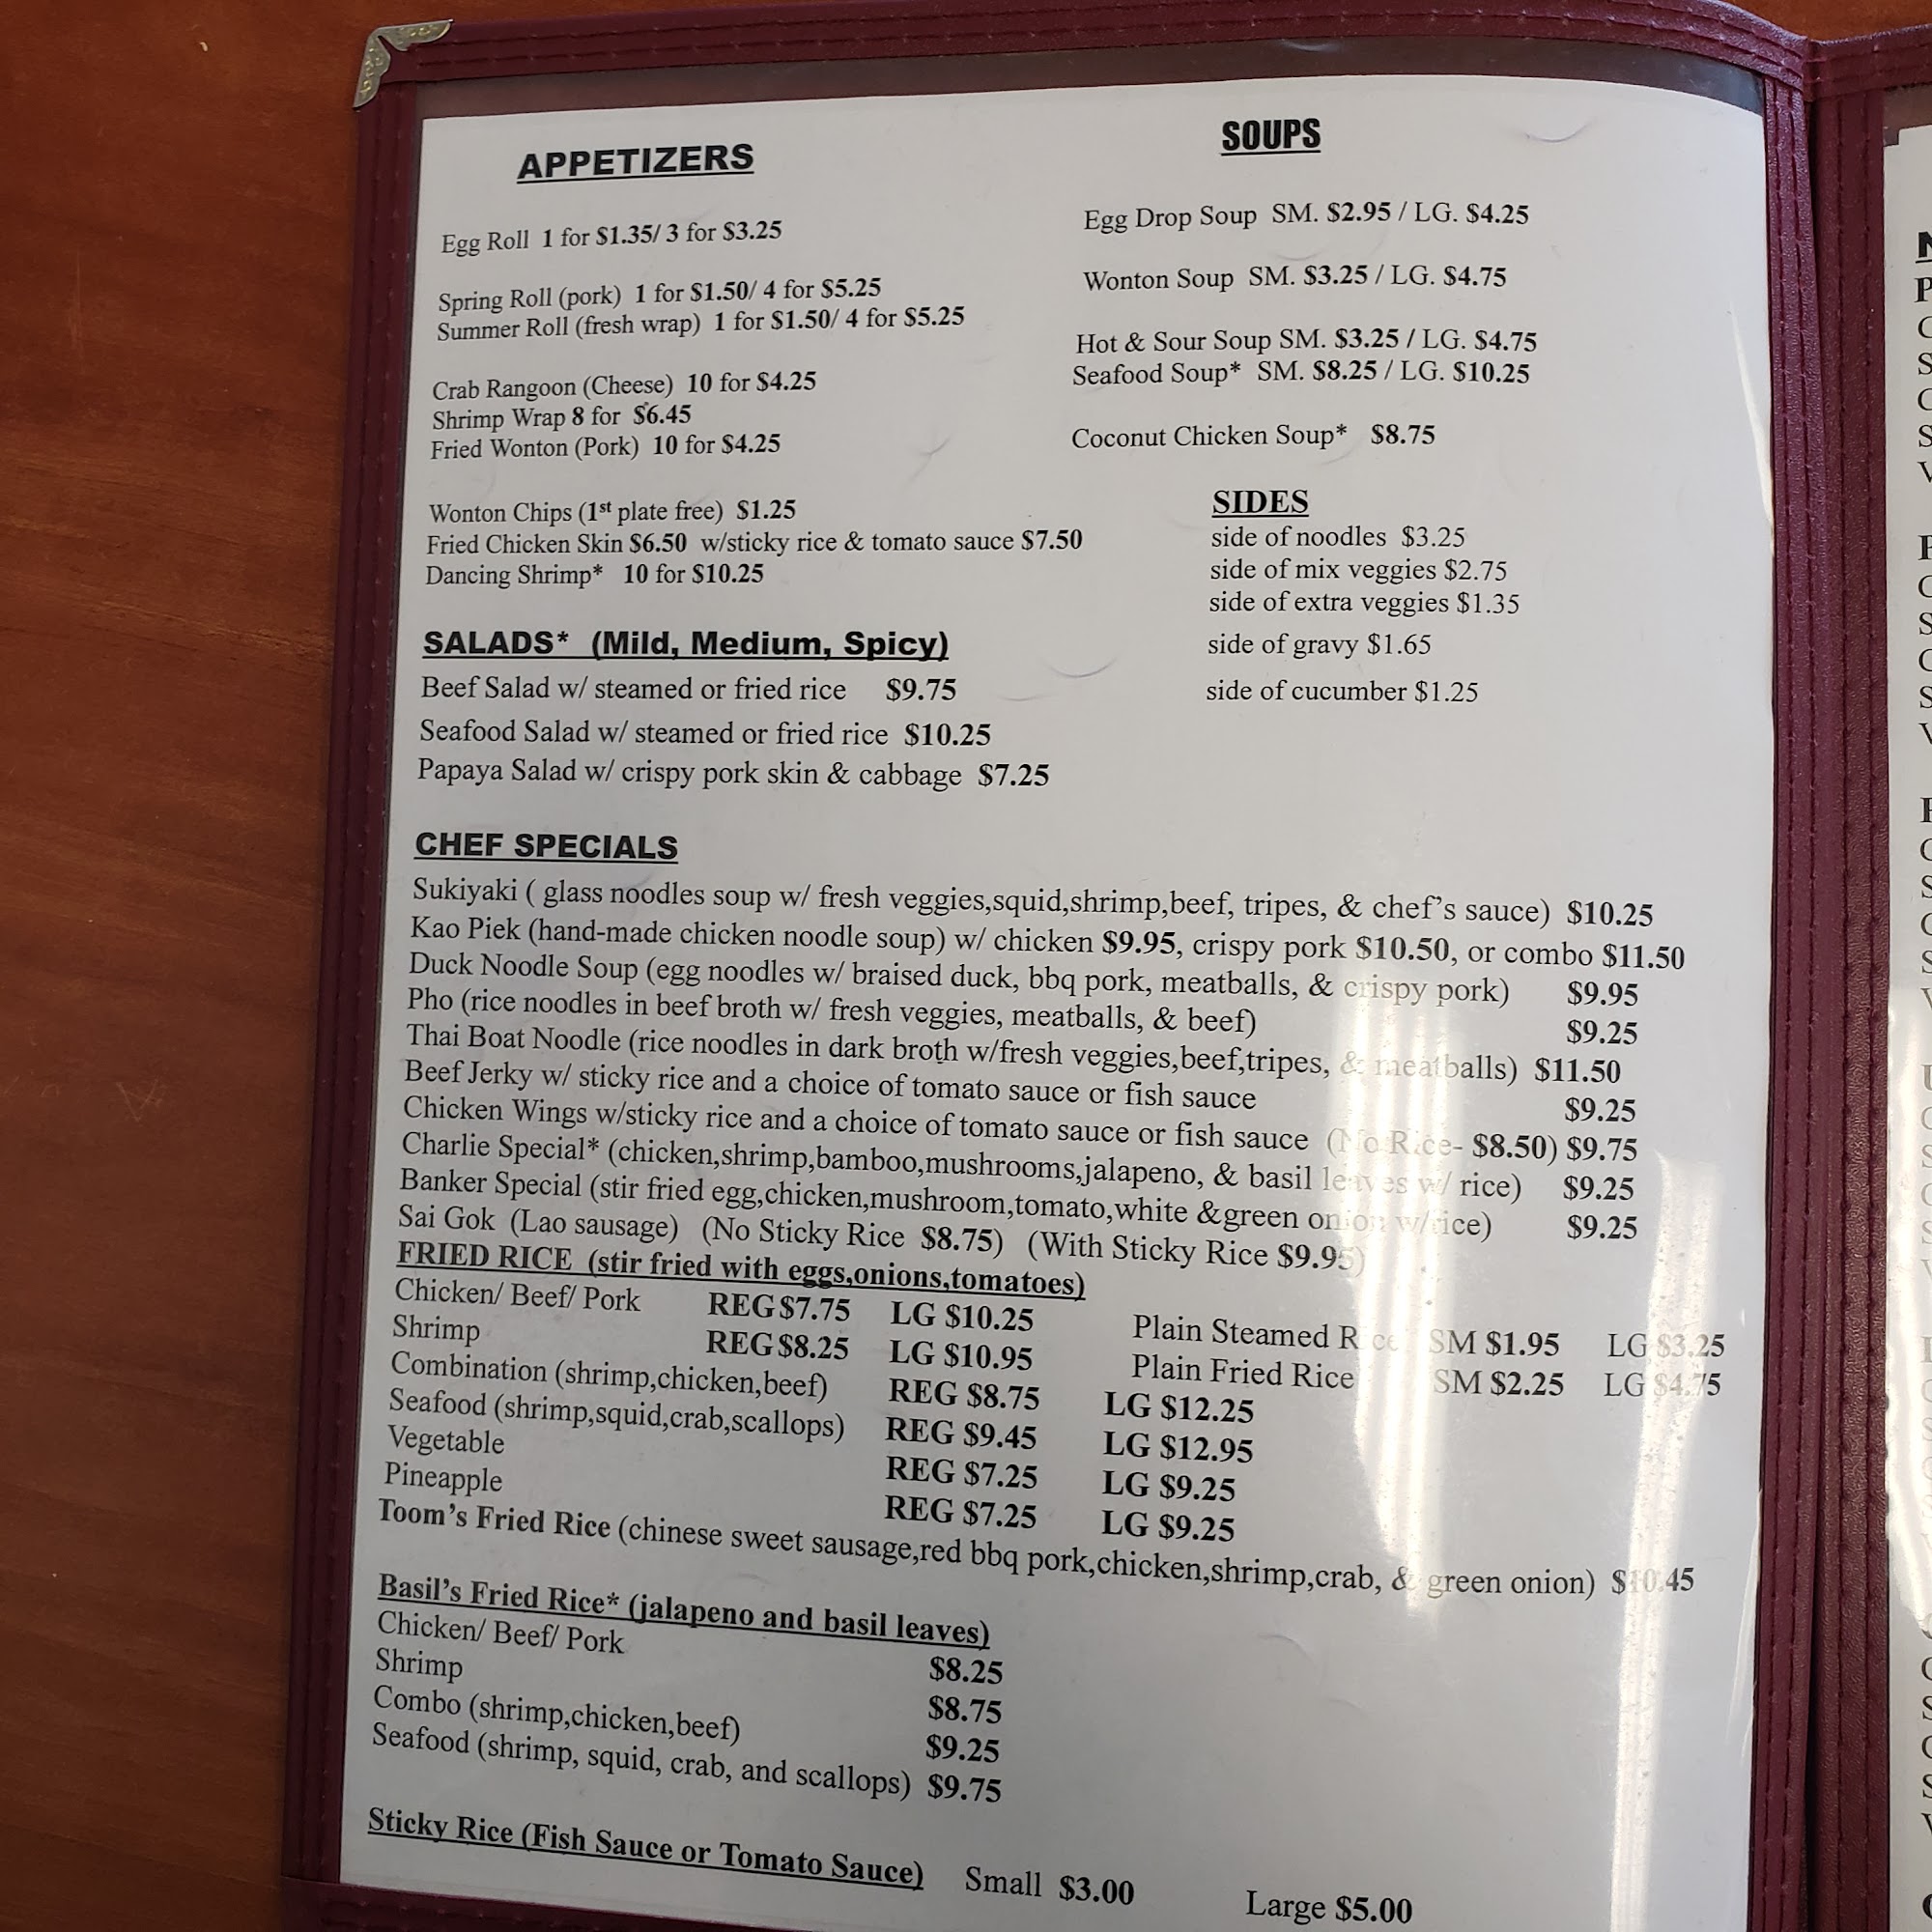 APPETIZERS
Egg Roll 1 for $1.35/ 3 for $3.25
Spring Roll (pork) 1 for $1.50/ 4 for $5.25
Summer Roll (fresh wrap) 1 for $1.50/ 4 for $5.25
Crab Rangoon (Cheese) 10 for $4.25
Shrimp Wrap 8 for $6.45
Fried Wonton (Pork) 10 for $4.25
Wonton Chips (1st plate free) $1.25
Fried Chicken Skin $6.50 w/sticky rice & tomato sauce $7.50
Dancing Shrimp* 10 for $10.25
SOUPS
Egg Drop Soup SM. $2.95 / LG. $4.25
Wonton Soup SM. $3.25 / LG. $4.75
Hot & Sour Soup SM. $3.25 / LG. $4.75
Seafood Soup* SM. $8.25 / LG. $10.25
Coconut Chicken Soup* $8.75
SIDES
side of noodles $3.25
side of mix veggies $2.75
side of extra veggies $1.35
side of gravy $1.65
side of cucumber $1.25
SALADS* (Mild, Medium, Spicy)
Beef Salad w/ steamed or fried rice $9.75
Seafood Salad w/ steamed or fried rice $10.25
Papaya Salad w/ crispy pork skin & cabbage $7.25
CHEF SPECIALS
Sukiyaki ( glass noodles soup w/ fresh veggies,squid,shrimp,beef, tripes, & chef's sauce) $10.25
Kao Piek (hand-made chicken noodle soup) w/ chicken $9.95, crispy pork $10.50, or combo $11.50
Duck Noodle Soup (egg noodles w/ braised duck, bbq pork, meatballs, & crispy pork) $9.95
Pho (rice noodles in beef broth w/ fresh veggies, meatballs, & beef) $9.25
Thai Boat Noodle (rice noodles in dark broth w/fresh veggies,beef,tripes, & meatballs) $11.50
Beef Jerky w/ sticky rice and a choice of tomato sauce or fish sauce $9.25
Chicken Wings w/sticky rice and a choice of tomato sauce or fish sauce (No Rice- $8.50) $9.75
Charlie Special* (chicken,shrimp,bamboo,mushrooms,jalapeno, & basil leaves w/ rice) $9.25
Banker Special (stir fried egg,chicken,mushroom,tomato,white &green onion w/rice) $9.25
Sai Gok (Lao sausage) (No Sticky Rice $8.75) (With Sticky Rice $9.95)
FRIED RICE (stir fried with eggs,onions,tomatoes)
Chicken/ Beef/ Pork REG $7.75 LG $10.25
Shrimp REG $8.25 LG $10.95
Plain Steamed Rice SM $1.95 LG $3.25
Plain Fried Rice SM $2.25 LG $4.75
Combination (shrimp,chicken,beef) REG $8.75 LG $12.25
Seafood (shrimp,squid,crab,scallops) REG $9.45 LG $12.95
Vegetable REG $7.25 LG $9.25
Pineapple REG $7.25 LG $9.25
Toom's Fried Rice (chinese sweet sausage,red bbq pork,chicken,shrimp,crab, & green onion) $10.45
Basil's Fried Rice* (jalapeno and basil leaves)
Chicken/ Beef/ Pork $8.25
Shrimp $8.75
Combo (shrimp,chicken,beef) $9.25
Seafood (shrimp, squid, crab, and scallops) $9.75
Sticky Rice (Fish Sauce or Tomato Sauce) Small $3.00 Large $5.00